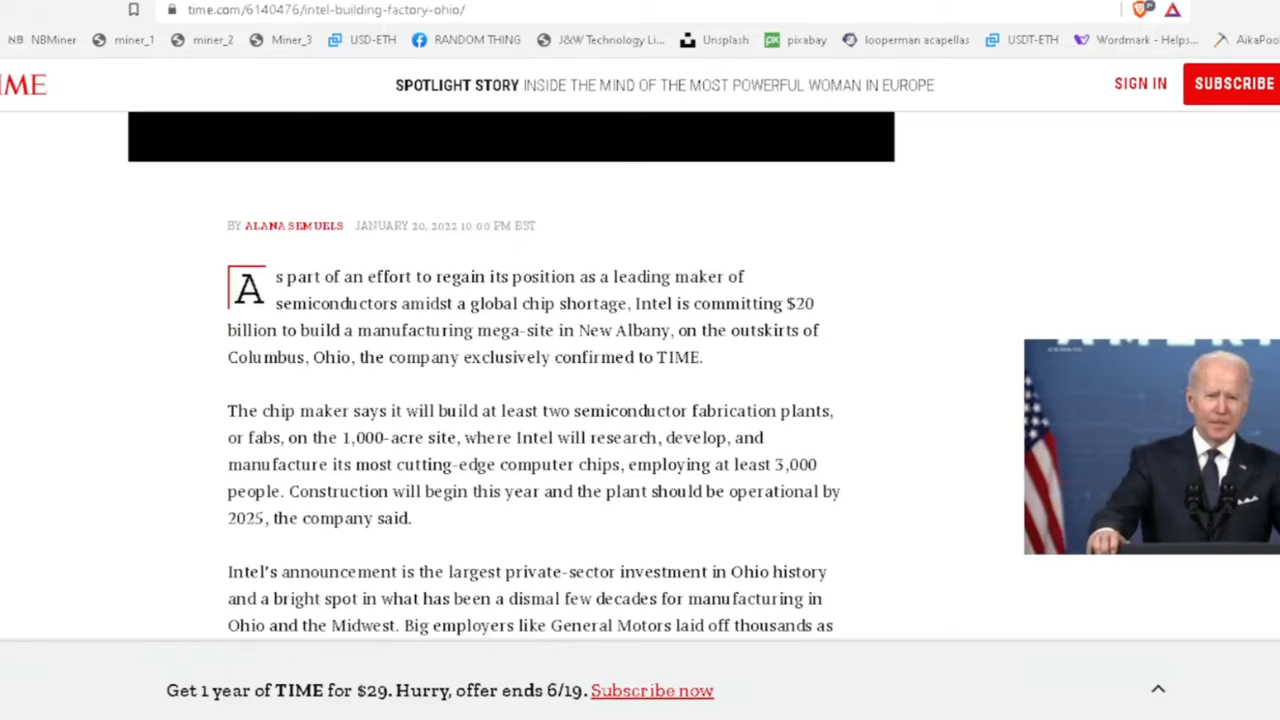 time.com/6140476/intel-building-factory-ohio/
NB NBMiner miner_1 miner_2 Miner_3 USD-ETH RANDOM THING J&W Technology Li... Unsplash px pixabay looperman acapellas USDT-ETH Wordmark - Helps... AikaPool
IME SPOTLIGHT STORY INSIDE THE MIND OF THE MOST POWERFUL WOMAN IN EUROPE SIGN IN SUBSCRIBE
BY ALANA SEMUELS JANUARY 20, 2022 10:00 PM EST
As part of an effort to regain its position as a leading maker of
semiconductors amidst a global chip shortage, Intel is committing $20
billion to build a manufacturing mega-site in New Albany, on the outskirts of
Columbus, Ohio, the company exclusively confirmed to TIME.
The chip maker says it will build at least two semiconductor fabrication plants,
or fabs, on the 1,000-acre site, where Intel will research, develop, and
manufacture its most cutting-edge computer chips, employing at least 3,000
people. Construction will begin this year and the plant should be operational by
2025, the company said.
Intel's announcement is the largest private-sector investment in Ohio history
and a bright spot in what has been a dismal few decades for manufacturing in
Ohio and the Midwest. Big employers like General Motors laid off thousands as
Get 1 year of TIME for $29. Hurry, offer ends 6/19. Subscribe now